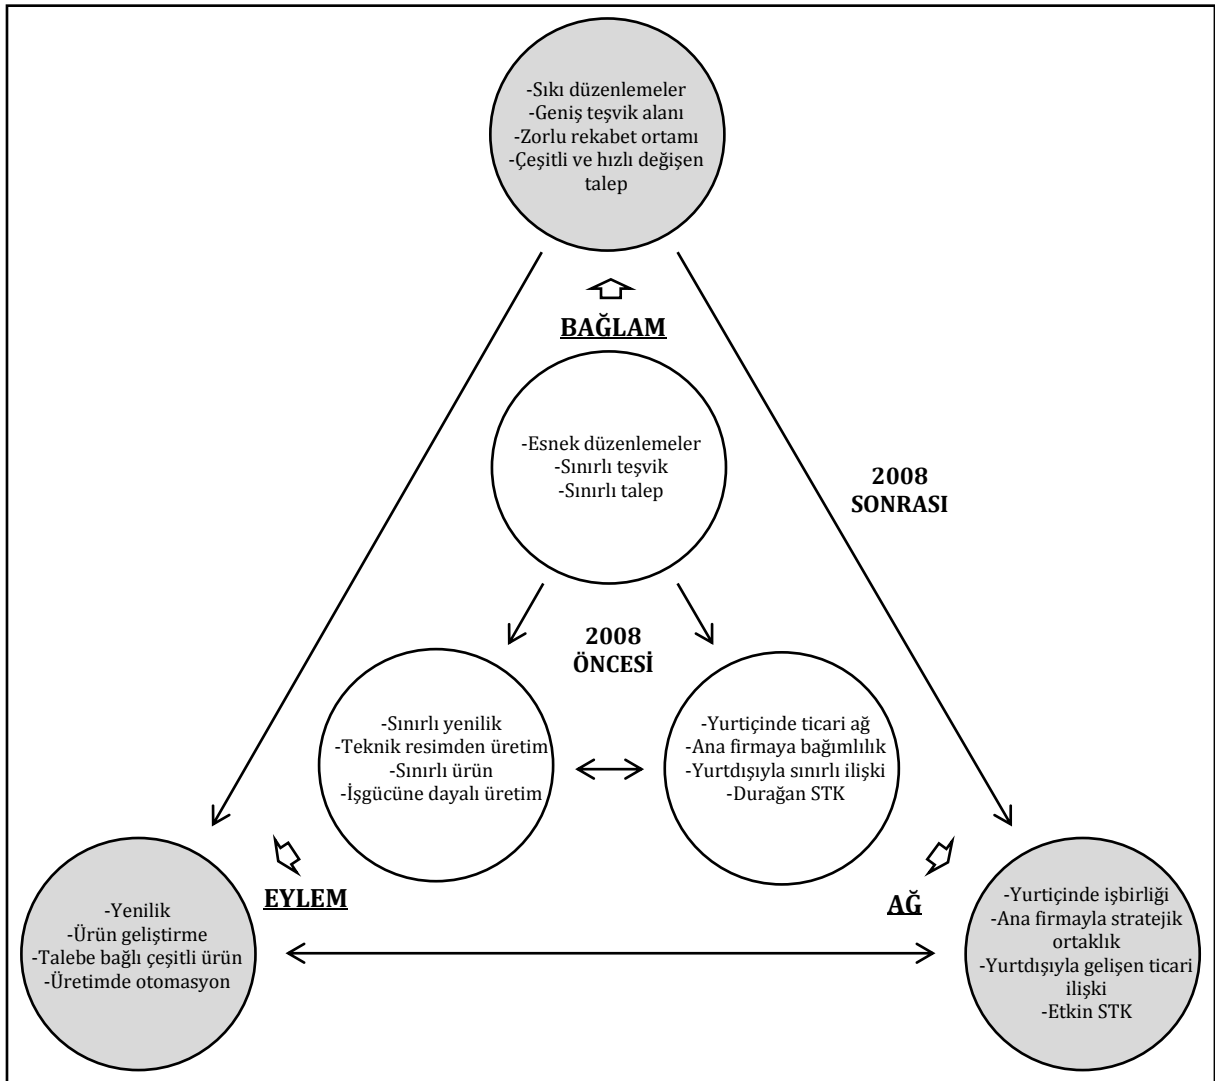 -Sıkı düzenlemeler
-Geniş teşvik alanı
-Zorlu rekabet ortamı
-Çeşitli ve hızlı değişen
talep
BAĞLAM
-Esnek düzenlemeler
-Sınırlı teşvik
-Sınırlı talep
2008
SONRASI
2008
ÖNCESİ
-Sınırlı yenilik
-Teknik resimden üretim
-Sınırlı ürün
-İşgücüne dayalı üretim
-Yurtiçinde ticari ağ
-Ana firmaya bağımlılık
-Yurtdışıyla sınırlı ilişki
-Durağan STK
EYLEM
AĞ
-Yenilik
-Ürün geliştirme
-Talebe bağlı çeşitli ürün
-Üretimde otomasyon
-Yurtiçinde işbirliği
-Ana firmayla stratejik
ortaklık
-Yurtdışıyla gelişen ticari
ilişki
-Etkin STK